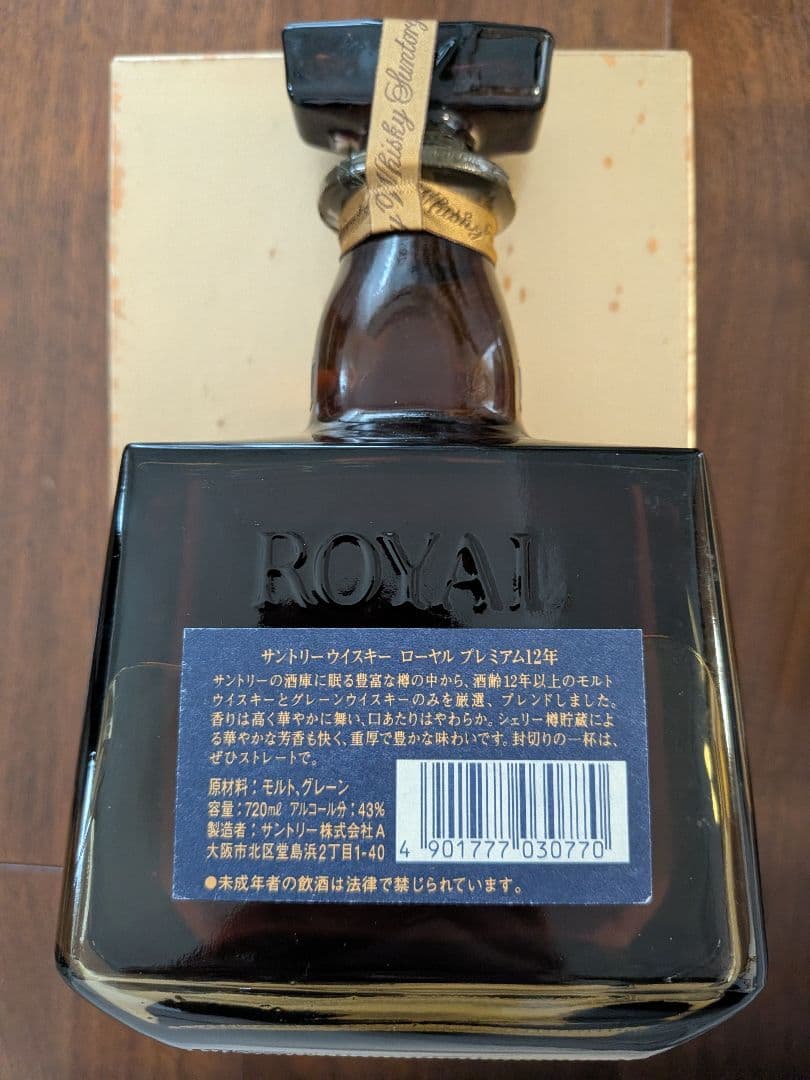 Whisky Suntory
Whisky
ROYAL
サントリーウイスキー ローヤル プレミアム12年
サントリーの酒庫に眠る豊富な樽の中から、酒齢12年以上のモルト
ウイスキーとグレーンウイスキーのみを厳選、ブレンドしました。
香りは高く華やかに舞い、口あたりはやわらか。シェリー樽貯蔵によ
る華やかな芳香も快く、重厚で豊かな味わいです。封切りの一杯は、
ぜひストレートで。
原材料：モルト、グレーン
容量：720mℓ アルコール分：43%
製造者：サントリー株式会社A
大阪市北区堂島浜2丁目1-40
4 901777 030770
●未成年者の飲酒は法律で禁じられています。